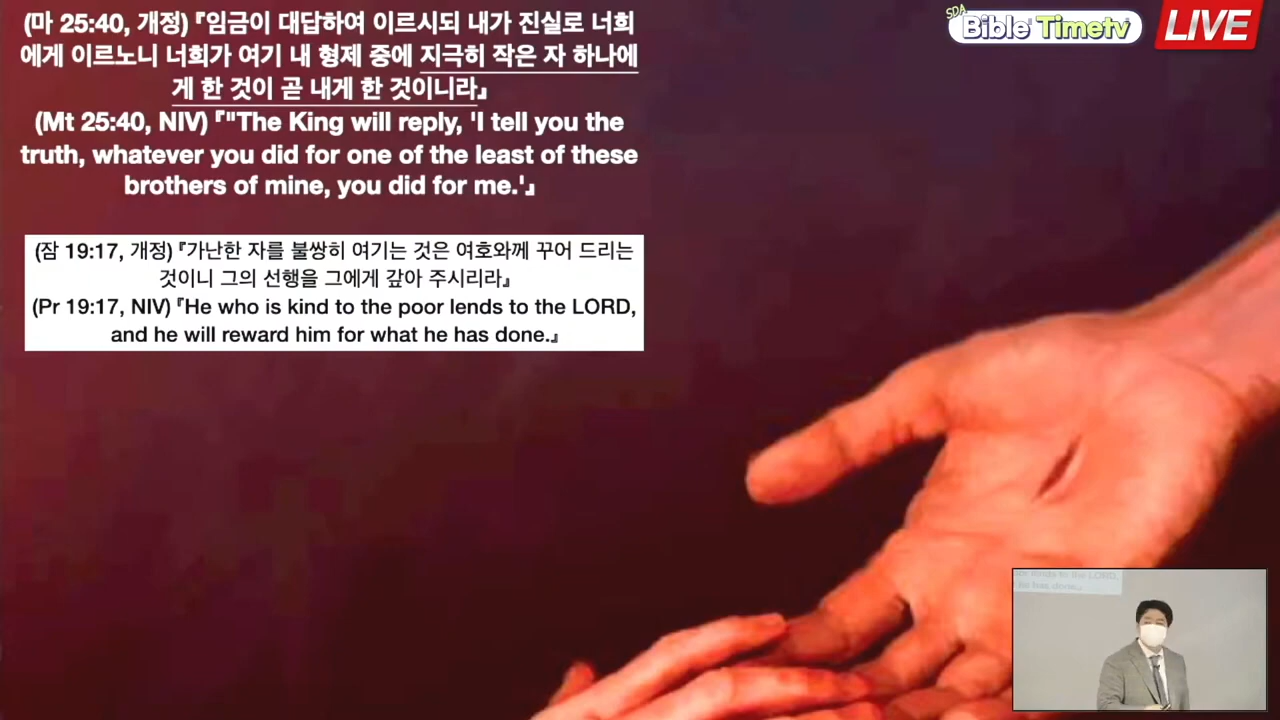 (마 25:40, 개정) 『임금이 대답하여 이르시되 내가 진실로 너희
에게 이르노니 너희가 여기 내 형제 중에 지극히 작은 자 하나에
게 한 것이 곧 내게 한 것이니라』
(Mt 25:40, NIV) 『"The King will reply, 'I tell you the
truth, whatever you did for one of the least of these
brothers of mine, you did for me.'』
(잠 19:17, 개정) 『가난한 자를 불쌍히 여기는 것은 여호와께 꾸어 드리는
것이니 그의 선행을 그에게 갚아 주시리라』
(Pr 19:17, NIV) 『He who is kind to the poor lends to the LORD,
and he will reward him for what he has done.』
SDA
Bible Timetv
LIVE
to the LORD,
he has done.』